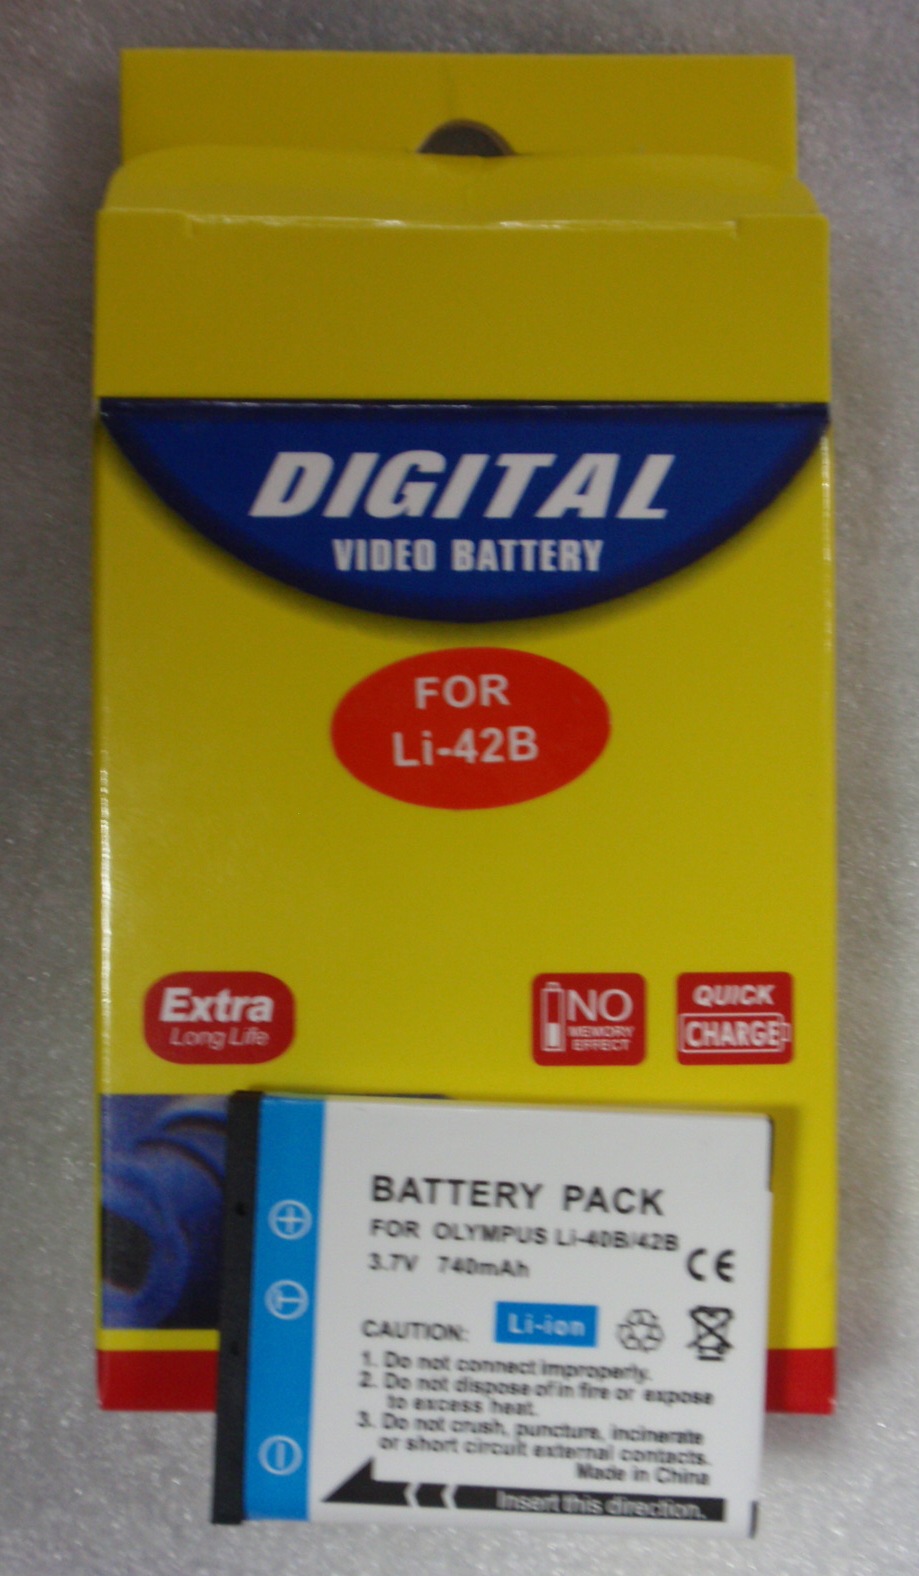 DIGITAL
VIDEO BATTERY
FOR
Li-42B
Extra
Long Life
NO
MEMORY
EFFECT
QUICK
CHARGE
BATTERY PACK
FOR OLYMPUS Li-40B/42B
3.7V 740mAh
CE
CAUTION:
Li-ion
1. Do not connect improperly.
2. Do not dispose of in fire or expose
to excess heat.
3. Do not crush, puncture, incinerate
or short circuit external contacts.
Made in China
Insert this direction.
+
T
-